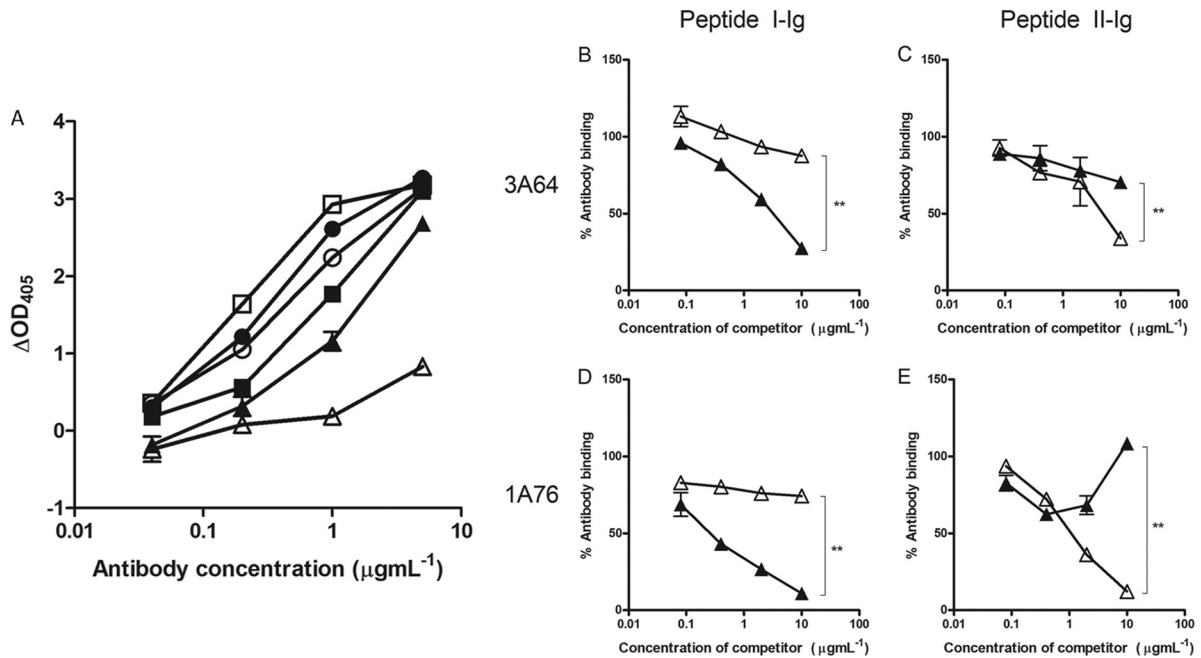 Peptide I-Ig
Peptide II-Ig
A
4
3
2
1
0
-1
0.01
0.1
1
10
ΔOD405
Antibody concentration (μgmL-1)
3A64
1A76
B
150
100
50
0
0.01
0.1
1
10
100
% Antibody binding
Concentration of competitor (μgmL-1)
**
C
150
100
50
0
0.01
0.1
1
10
100
% Antibody binding
Concentration of competitor (μgmL-1)
**
D
150
100
50
0
0.01
0.1
1
10
100
% Antibody binding
Concentration of competitor (μgmL-1)
**
E
150
100
50
0
0.01
0.1
1
10
100
% Antibody binding
Concentration of competitor (μgmL-1)
**